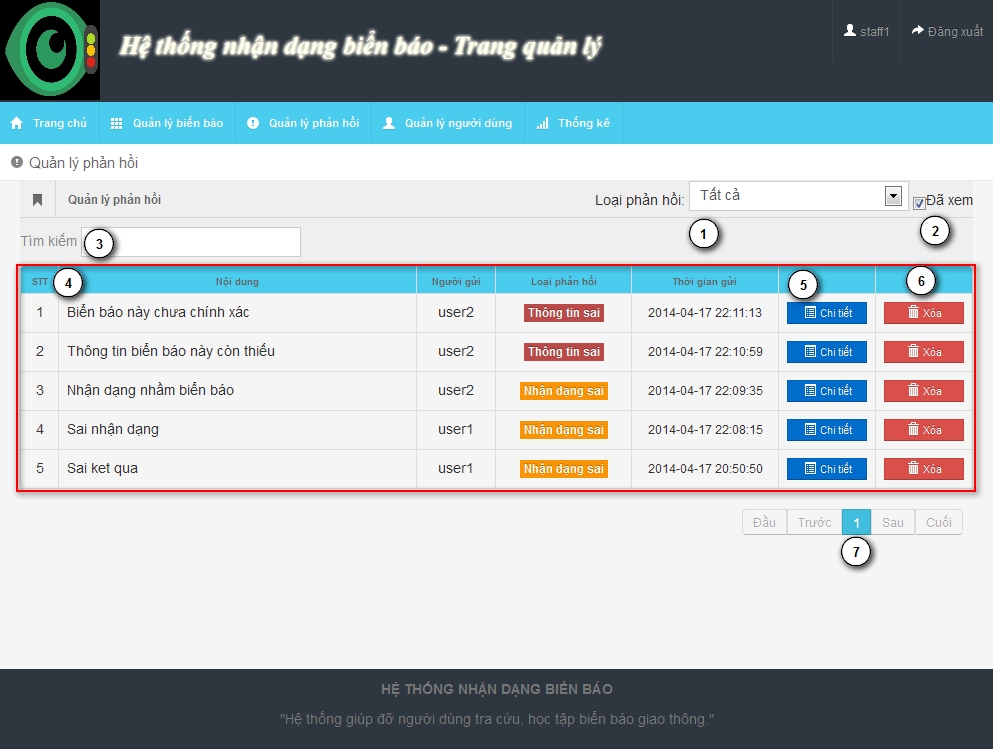 Hệ thống nhận dạng biển báo - Trang quản lý
staff1 Đăng xuất
Trang chủ Quản lý biển báo Quản lý phản hồi Quản lý người dùng Thống kê
Quản lý phản hồi
Quản lý phản hồi Loại phản hồi: Tất cả Đã xem
1 2
Tìm kiếm 3
STT 4 Nội dung Người gửi Loại phản hồi Thời gian gửi 5 6
1 Biển báo này chưa chính xác user2 Thông tin sai 2014-04-17 22:11:13 Chi tiết Xóa
2 Thông tin biển báo này còn thiếu user2 Thông tin sai 2014-04-17 22:10:59 Chi tiết Xóa
3 Nhận dạng nhầm biển báo user2 Nhận dạng sai 2014-04-17 22:09:35 Chi tiết Xóa
4 Sai nhận dạng user1 Nhận dạng sai 2014-04-17 22:08:15 Chi tiết Xóa
5 Sai ket qua user1 Nhận dạng sai 2014-04-17 20:50:50 Chi tiết Xóa
Đầu Trước 1 Sau Cuối
7
HỆ THỐNG NHẬN DẠNG BIỂN BÁO
"Hệ thống giúp đỡ người dùng tra cứu, học tập biển báo giao thông."